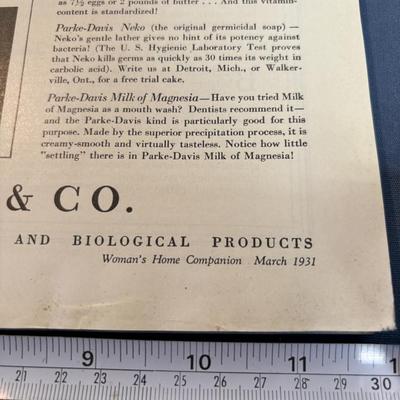 as 7½ eggs or 2 pounds of butter . . . And this vitamin-
content is standardized!
Parke-Davis Neko (the original germicidal soap) —
Neko's gentle lather gives no hint of its potency against
bacteria! (The U. S. Hygienic Laboratory Test proves
that Neko kills germs as quickly as 30 times its weight in
carbolic acid). Write us at Detroit, Mich., or Walker-
ville, Ont., for a free trial cake.
Parke-Davis Milk of Magnesia—Have you tried Milk
of Magnesia as a mouth wash? Dentists recommend it—
and the Parke-Davis kind is particularly good for this
purpose. Made by the superior precipitation process, it is
creamy-smooth and virtually tasteless. Notice how little
"settling" there is in Parke-Davis Milk of Magnesia!
& CO.
AND BIOLOGICAL PRODUCTS
Woman's Home Companion March 1931
9 10 11
21 22 23 24 25 26 27 28 29 30